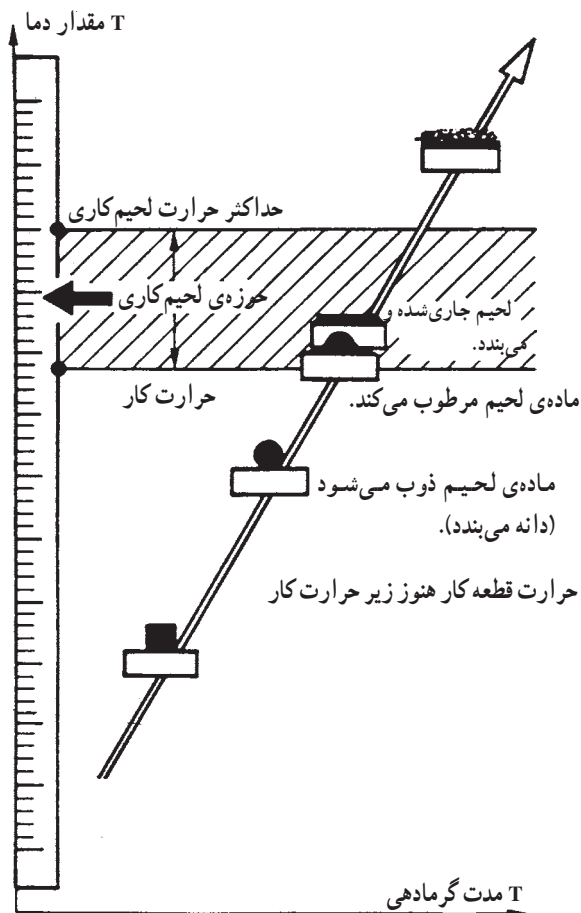 T مقدار دما
حداکثر حرارت لحیم‌کاری
حوزه‌ی لحیم‌کاری
لحیم جاری‌شده و
می‌بندد.
حرارت کار
ماده‌ی لحیم مرطوب می‌کند.
ماده‌ی لحیم ذوب می‌شود
(دانه می‌بندد).
حرارت قطعه کار هنوز زیر حرارت کار
T مدت گرمادهی